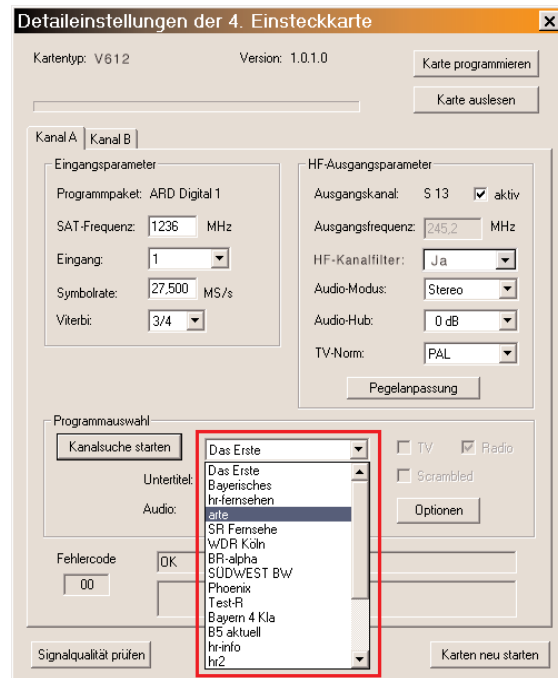 Detaileinstellungen der 4. Einsteckkarte
Kartentyp: V612 Version: 1.0.1.0
Karte programmieren
Karte auslesen
Kanal A Kanal B
Eingangsparameter
Programmpaket: ARD Digital 1
SAT-Frequenz: 1236 MHz
Eingang: 1
Symbolrate: 27,500 MS/s
Viterbi: 3/4
HF-Ausgangsparameter
Ausgangskanal: S 13 aktiv
Ausgangsfrequenz: 245,2 MHz
HF-Kanalfilter: Ja
Audio-Modus: Stereo
Audio-Hub: 0 dB
TV-Norm: PAL
Pegelanpassung
Programmauswahl
Kanalsuche starten Das Erste TV Radio
Untertitel: Scrambled
Audio: Optionen
Das Erste
Bayerisches
hr-fernsehen
arte
SR Fernsehe
WDR Köln
BR-alpha
SÜDWEST BW
Phoenix
Test-R
Bayern 4 Kla
B5 aktuell
hr-info
hr2
Fehlercode OK
00
Signalqualität prüfen Karten neu starten